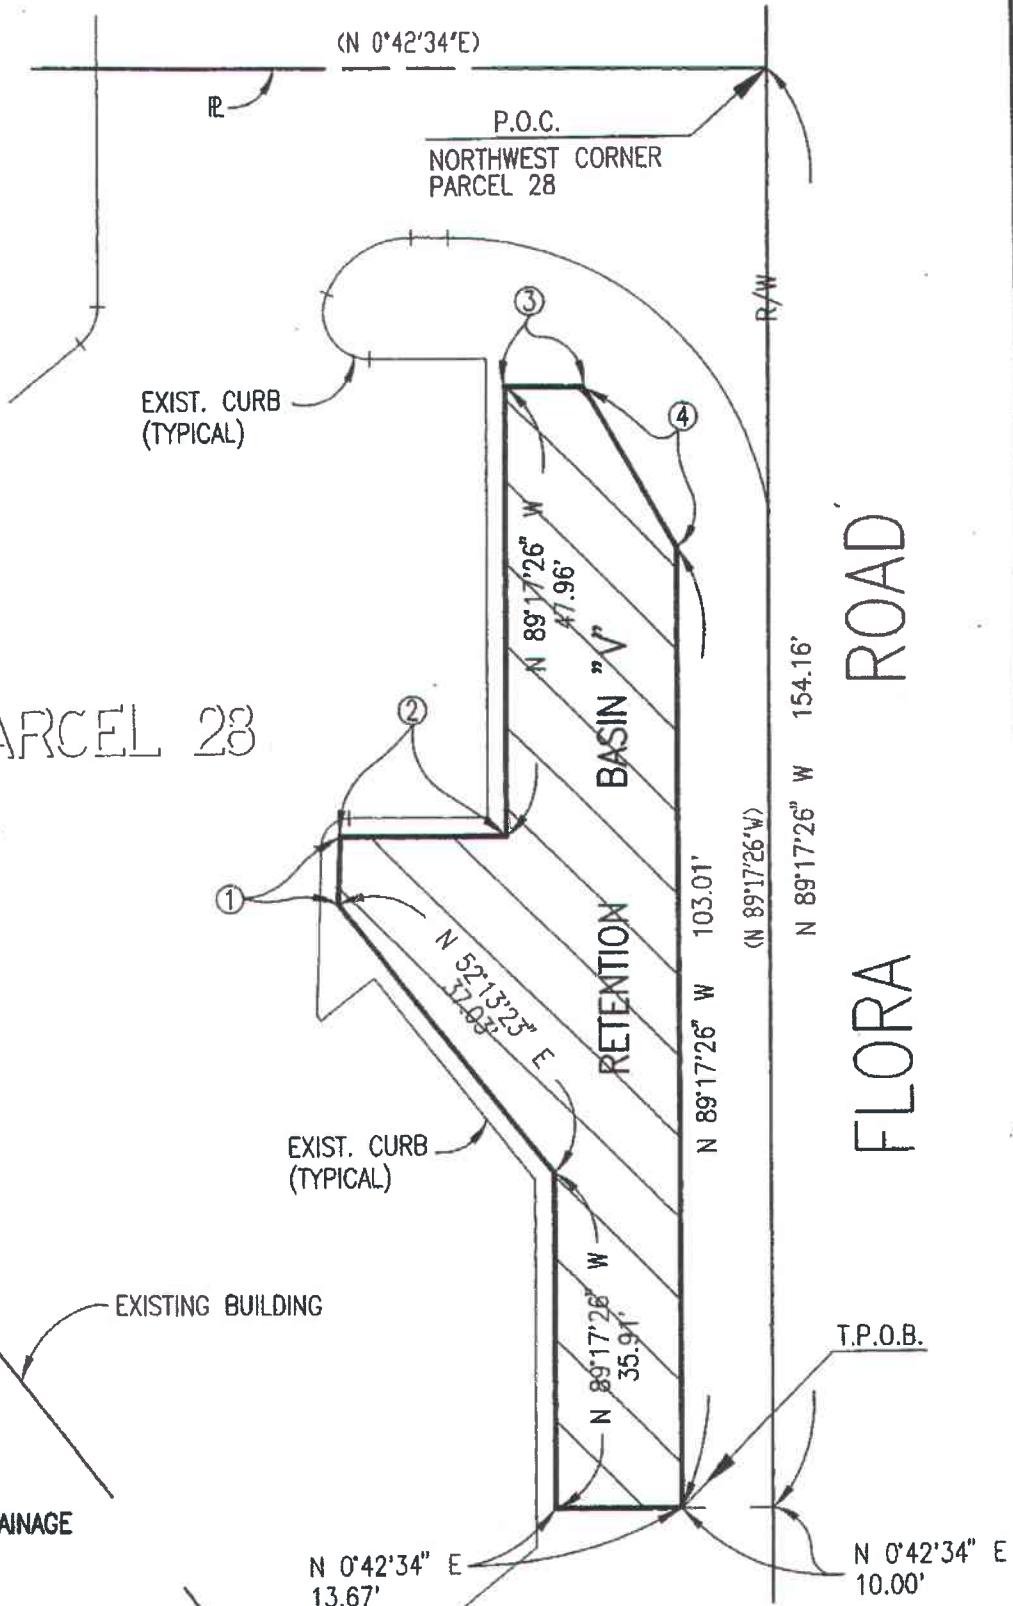 (N 0°42'34"E)
PL
P.O.C.
NORTHWEST CORNER
PARCEL 28
R/W
3
EXIST. CURB
(TYPICAL)
4
N 89°17'26" W
47.96'
ROAD
BASIN "V"
N 89°17'26" W 154.16'
2
ARCEL 28
(N 89°17'26"W)
1
N 52°13'23" E
37.03'
RETENTION
N 89°17'26" W 103.01'
FLORA
EXIST. CURB
(TYPICAL)
EXISTING BUILDING
N 89°17'26" W
35.91'
T.P.O.B.
AINAGE
N 0°42'34" E
13.67'
N 0°42'34" E
10.00'